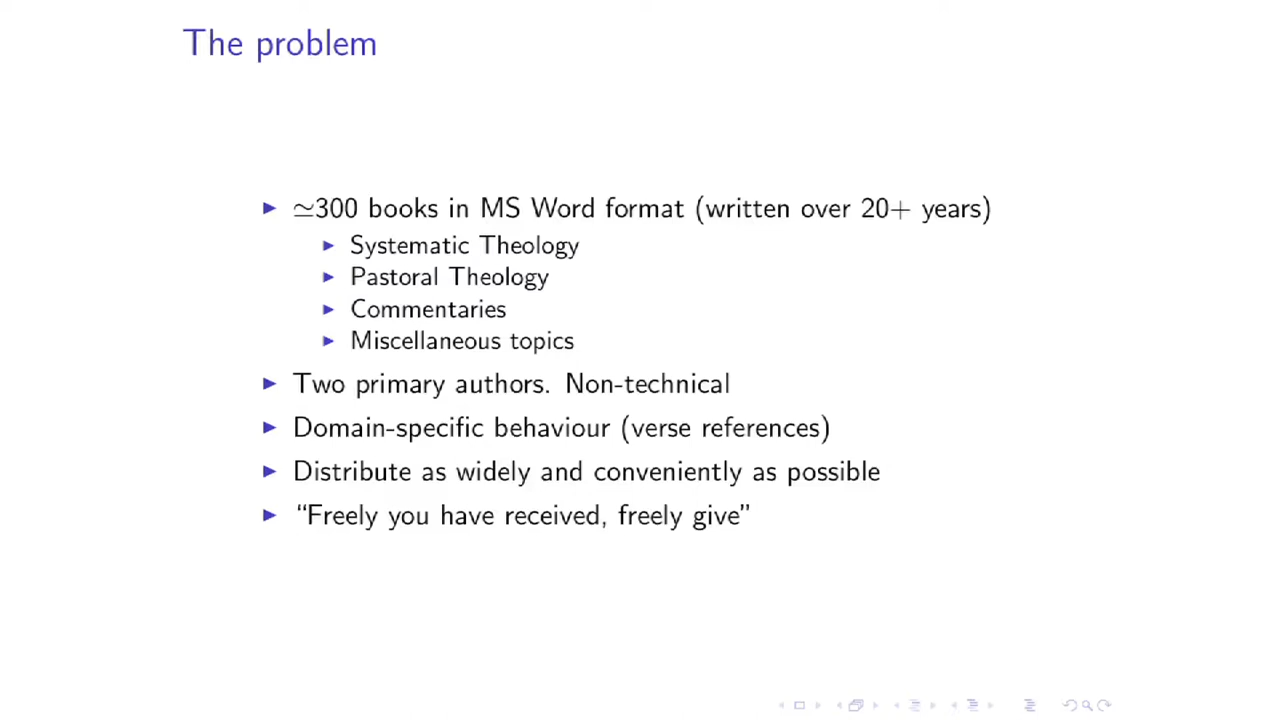 The problem
≃300 books in MS Word format (written over 20+ years)
Systematic Theology
Pastoral Theology
Commentaries
Miscellaneous topics
Two primary authors. Non-technical
Domain-specific behaviour (verse references)
Distribute as widely and conveniently as possible
“Freely you have received, freely give”